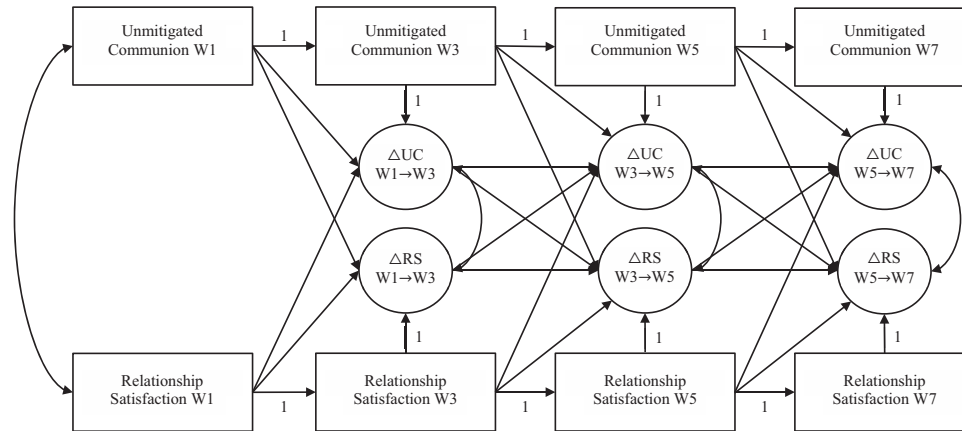 Unmitigated
Communion W1
1
Unmitigated
Communion W3
1
Unmitigated
Communion W5
1
Unmitigated
Communion W7
1
1
1
△UC
W1→W3
△UC
W3→W5
△UC
W5→W7
△RS
W1→W3
△RS
W3→W5
△RS
W5→W7
1
1
1
Relationship
Satisfaction W1
1
Relationship
Satisfaction W3
1
Relationship
Satisfaction W5
1
Relationship
Satisfaction W7